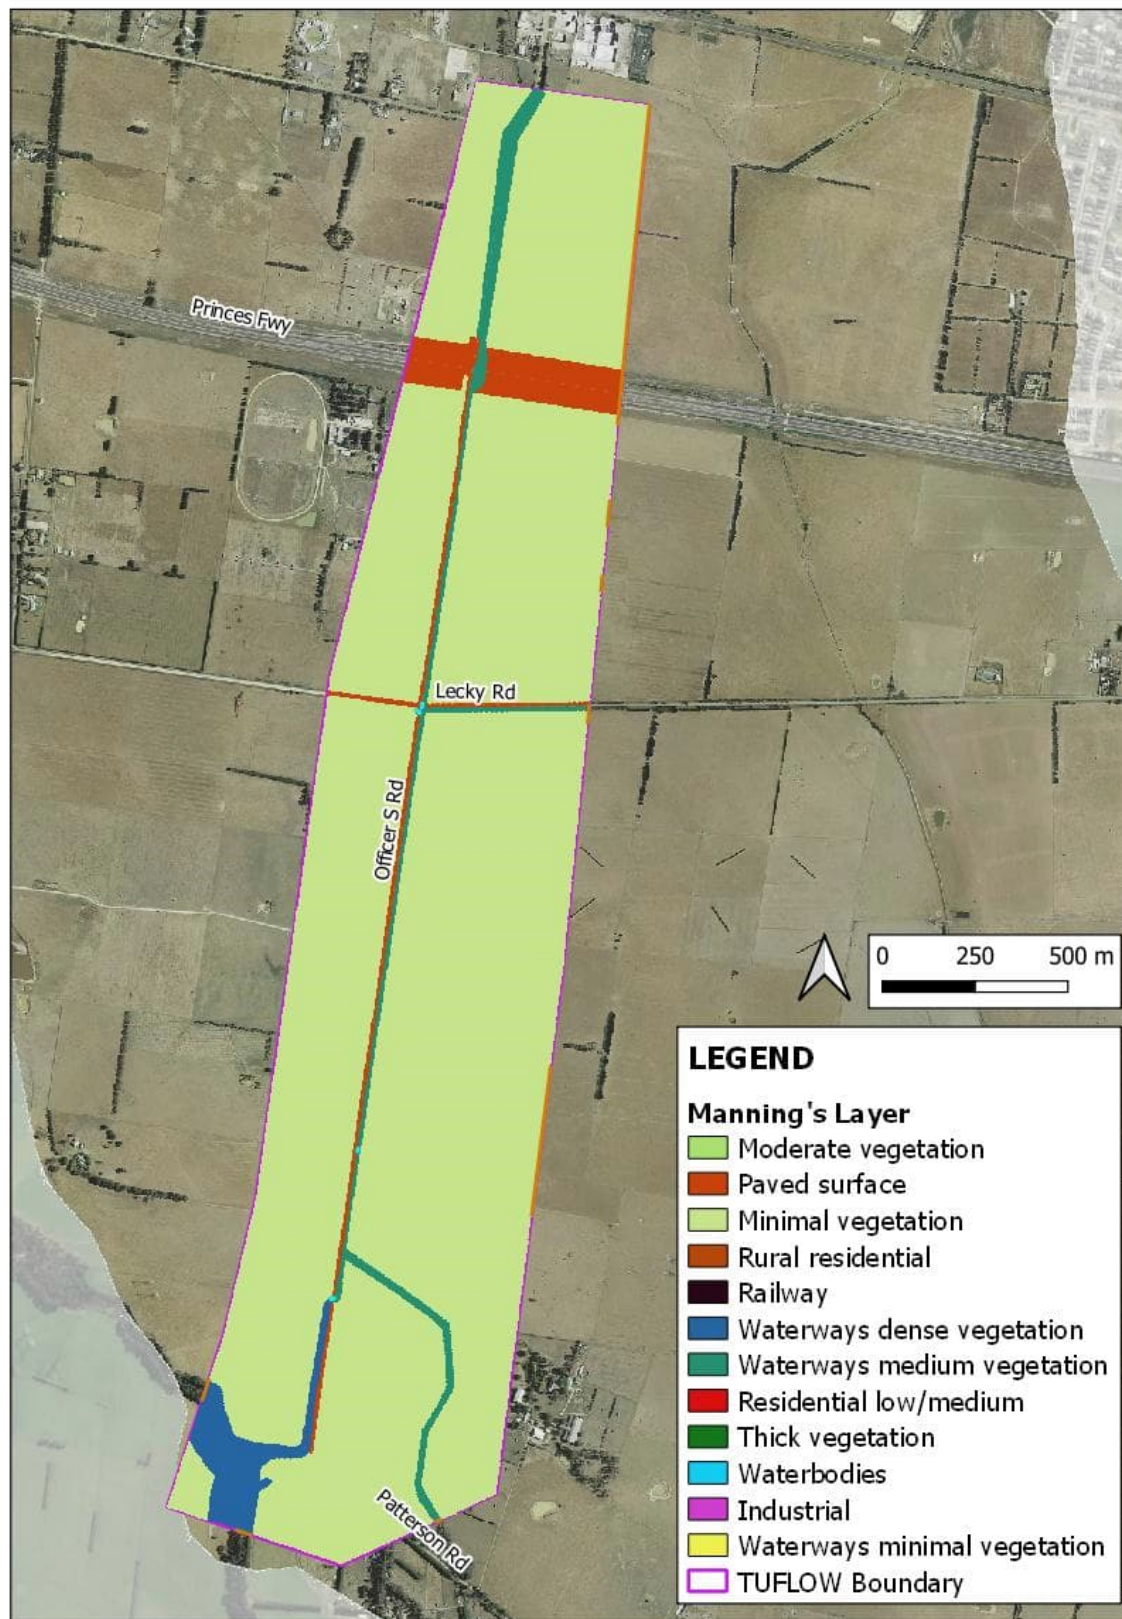 Princes Fwy
Lecky Rd
Officer S Rd
0 250 500 m
LEGEND
Manning's Layer
Moderate vegetation
Paved surface
Minimal vegetation
Rural residential
Railway
Waterways dense vegetation
Waterways medium vegetation
Residential low/medium
Thick vegetation
Waterbodies
Industrial
Waterways minimal vegetation
TUFLOW Boundary
Patterson Rd